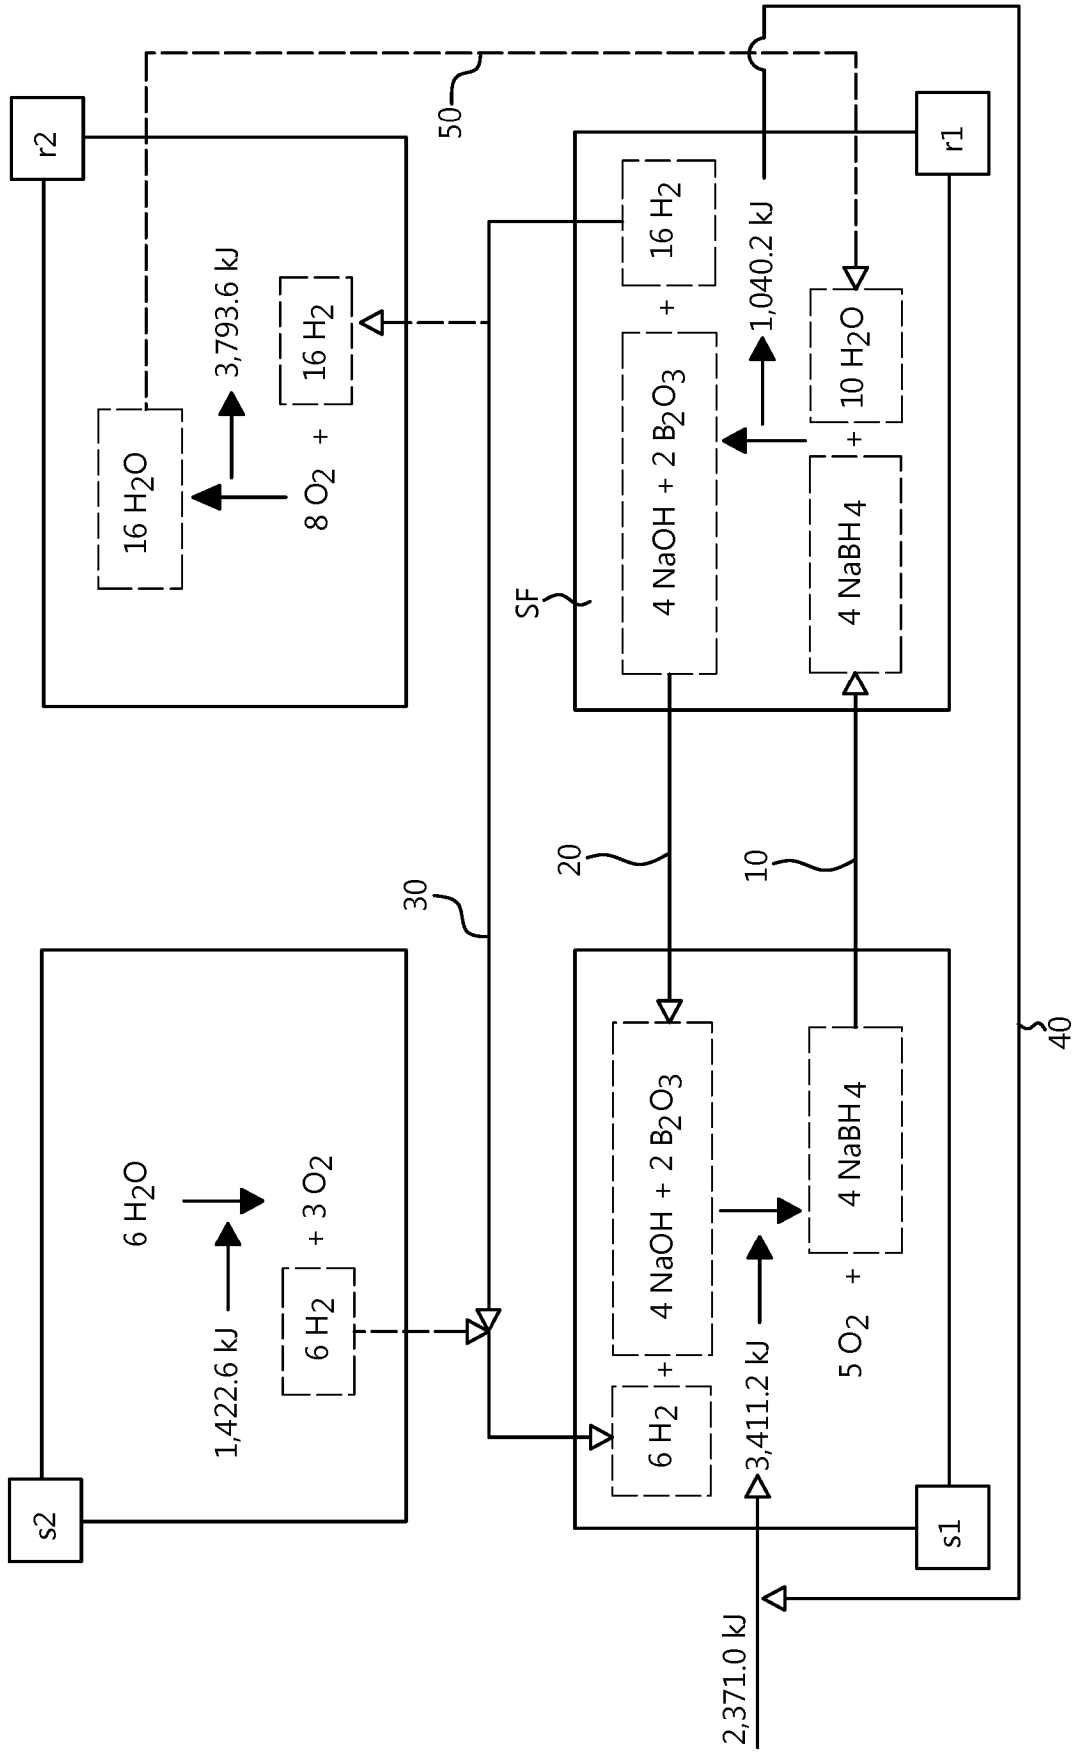 s2
6 H2O
1,422.6 kJ
6 H2
+ 3 O2
r2
16 H2O
3,793.6 kJ
8 O2
+
16 H2
50
30
20
10
40
SF
s1
6 H2
+
4 NaOH + 2 B2O3
2,371.0 kJ
3,411.2 kJ
5 O2
+
4 NaBH4
r1
4 NaOH + 2 B2O3
+
16 H2
1,040.2 kJ
4 NaBH4
+
10 H2O